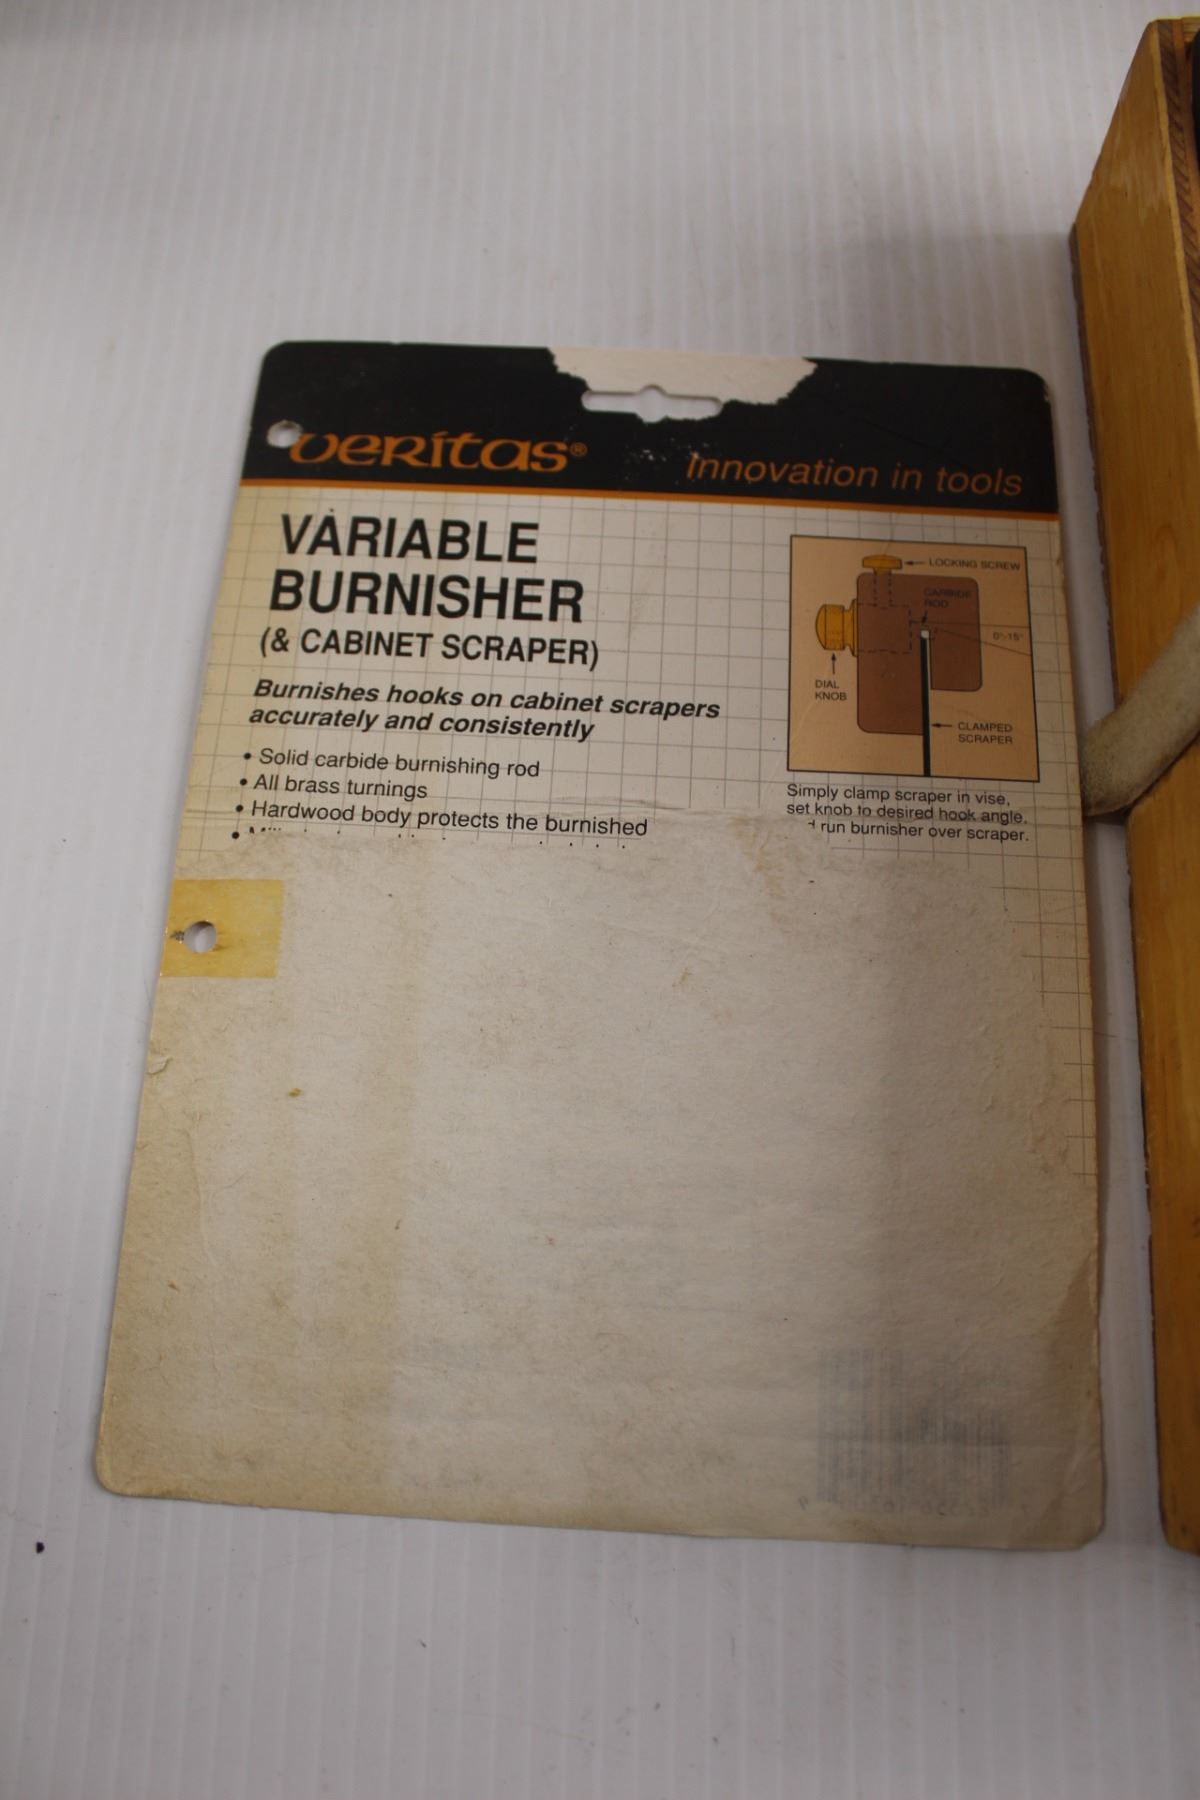 veritas®
Innovation in tools
VARIABLE
BURNISHER
(& CABINET SCRAPER)
Burnishes hooks on cabinet scrapers
accurately and consistently
• Solid carbide burnishing rod
• All brass turnings
• Hardwood body protects the burnished
LOCKING SCREW
CARBIDE
ROD
0°-15°
DIAL
KNOB
CLAMPED
SCRAPER
Simply clamp scraper in vise,
set knob to desired hook angle,
run burnisher over scraper.